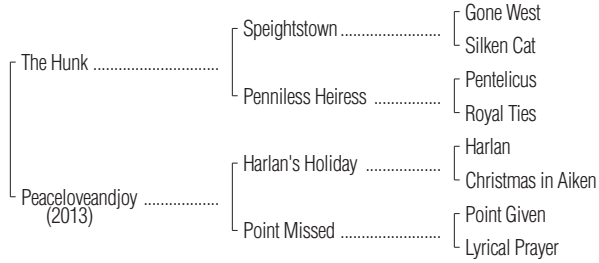 Gone West
Speightstown
Silken Cat
The Hunk
Pentelicus
Penniless Heiress
Royal Ties
Harlan
Harlan's Holiday
Christmas in Aiken
Peaceloveandjoy
(2013)
Point Given
Point Missed
Lyrical Prayer